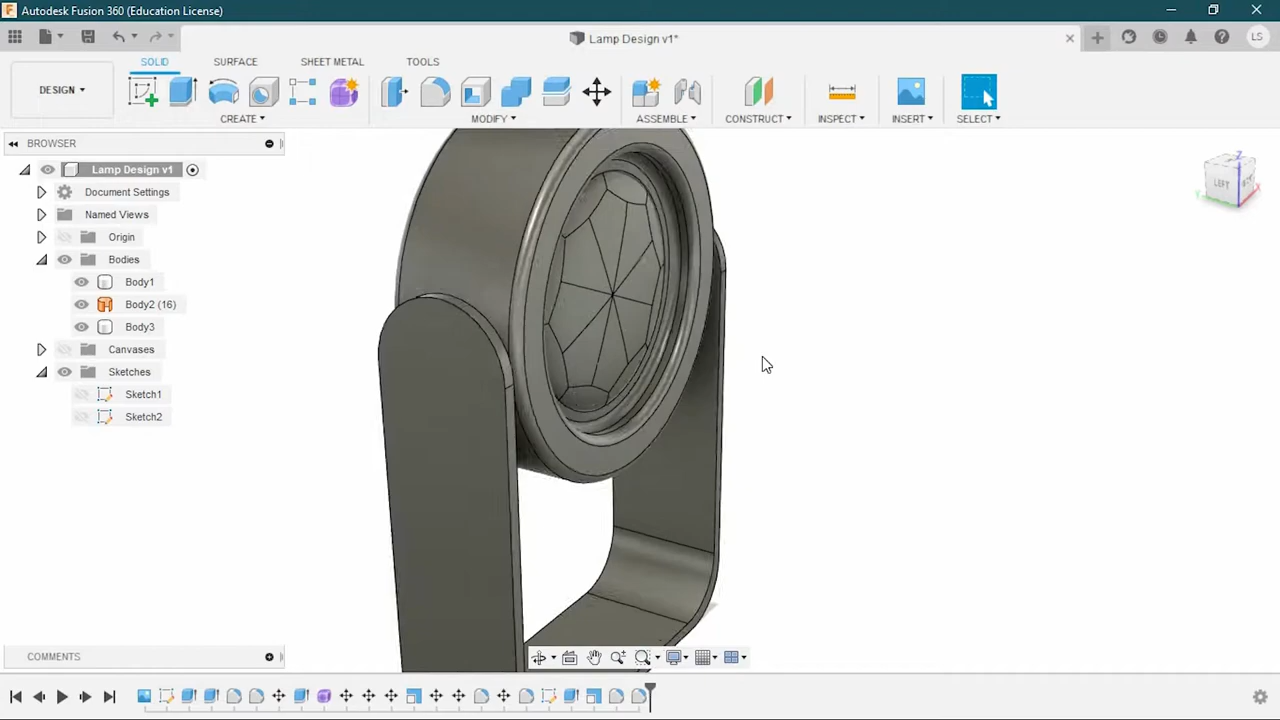 Autodesk Fusion 360 (Education License)
Lamp Design v1*
LS
SOLID SURFACE SHEET METAL TOOLS
DESIGN
CREATE MODIFY ASSEMBLE CONSTRUCT INSPECT INSERT SELECT
BROWSER
Lamp Design v1
Document Settings
Named Views
Origin
Bodies
Body1
Body2 (16)
Body3
Canvases
Sketches
Sketch1
Sketch2
Z
LEFT
COMMENTS